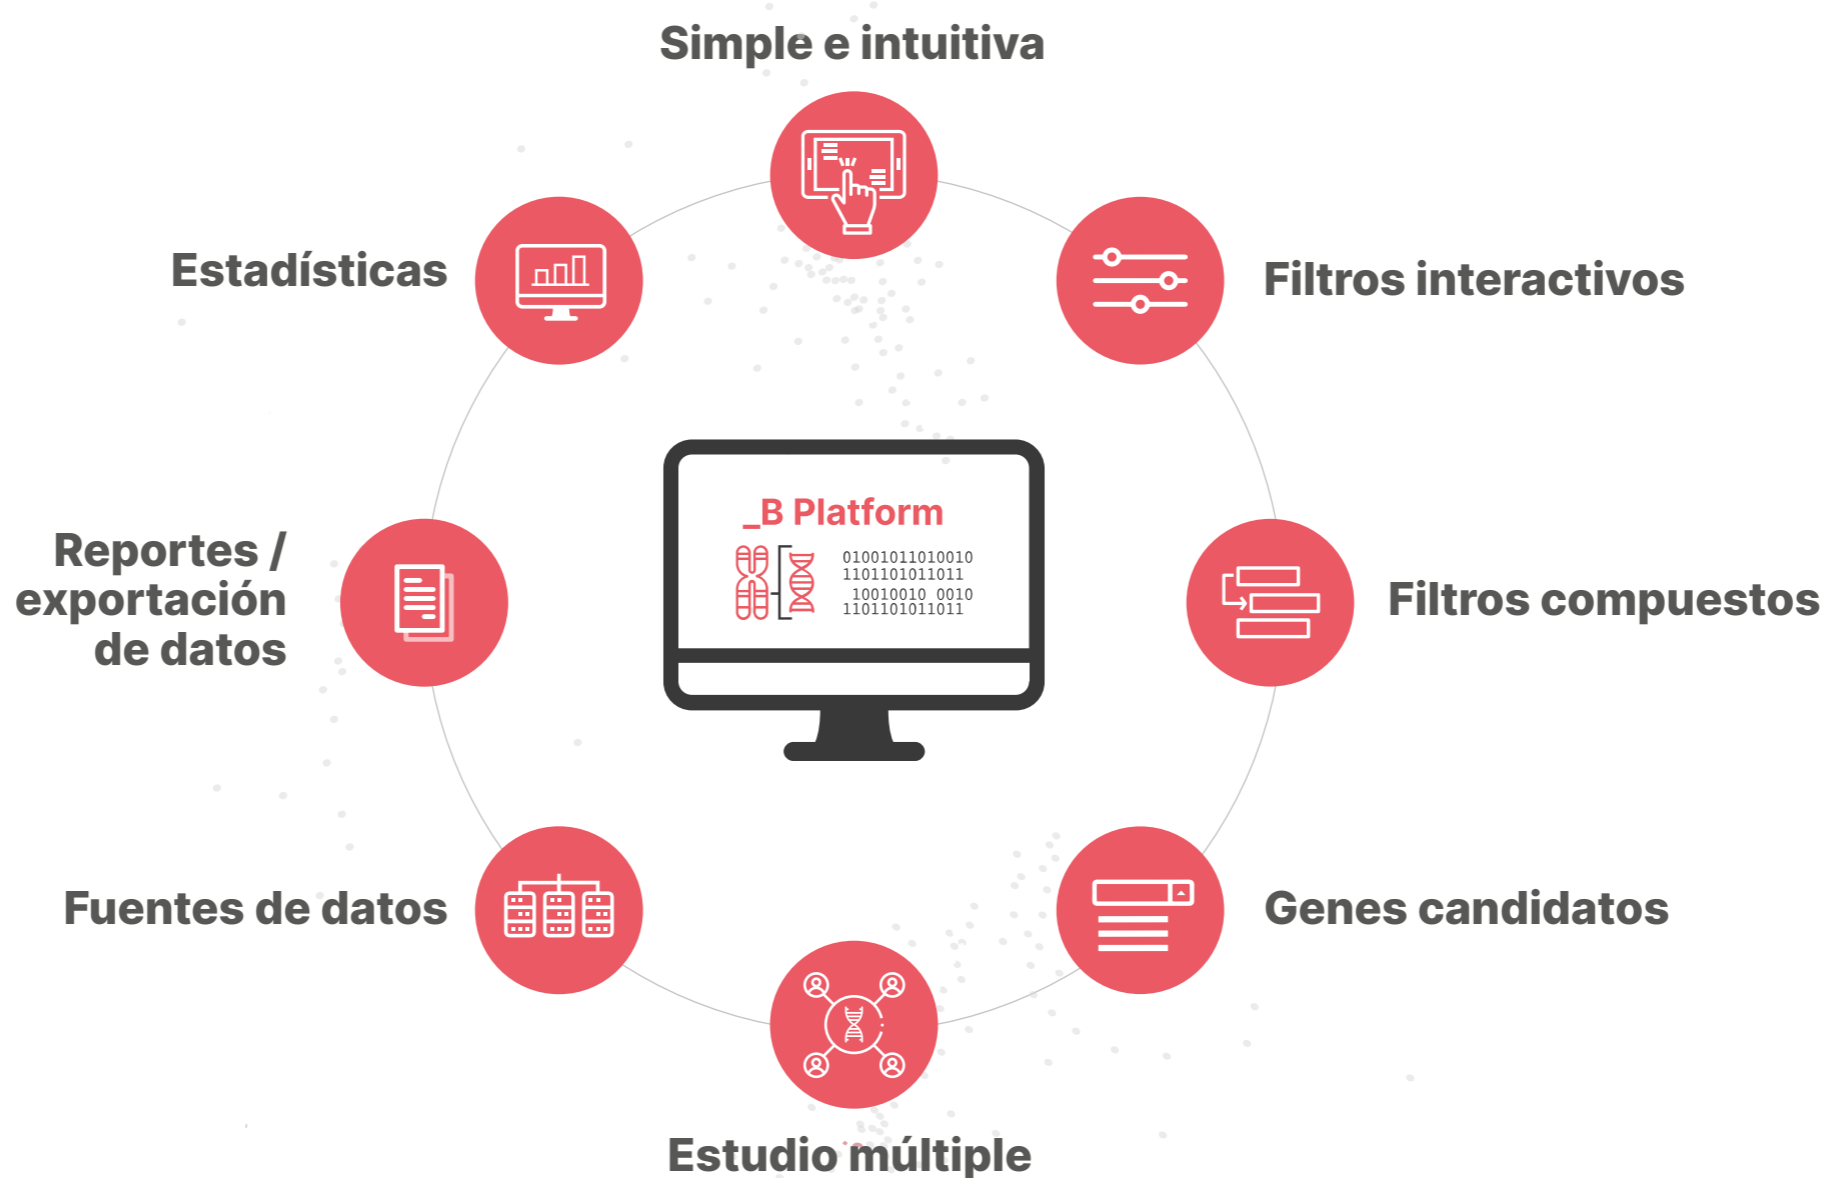 Simple e intuitiva
Estadísticas
Filtros interactivos
_B Platform
01001011010010
1101101011011
10010010 0010
1101101011011
Reportes /
exportación
de datos
Filtros compuestos
Fuentes de datos
Genes candidatos
Estudio múltiple